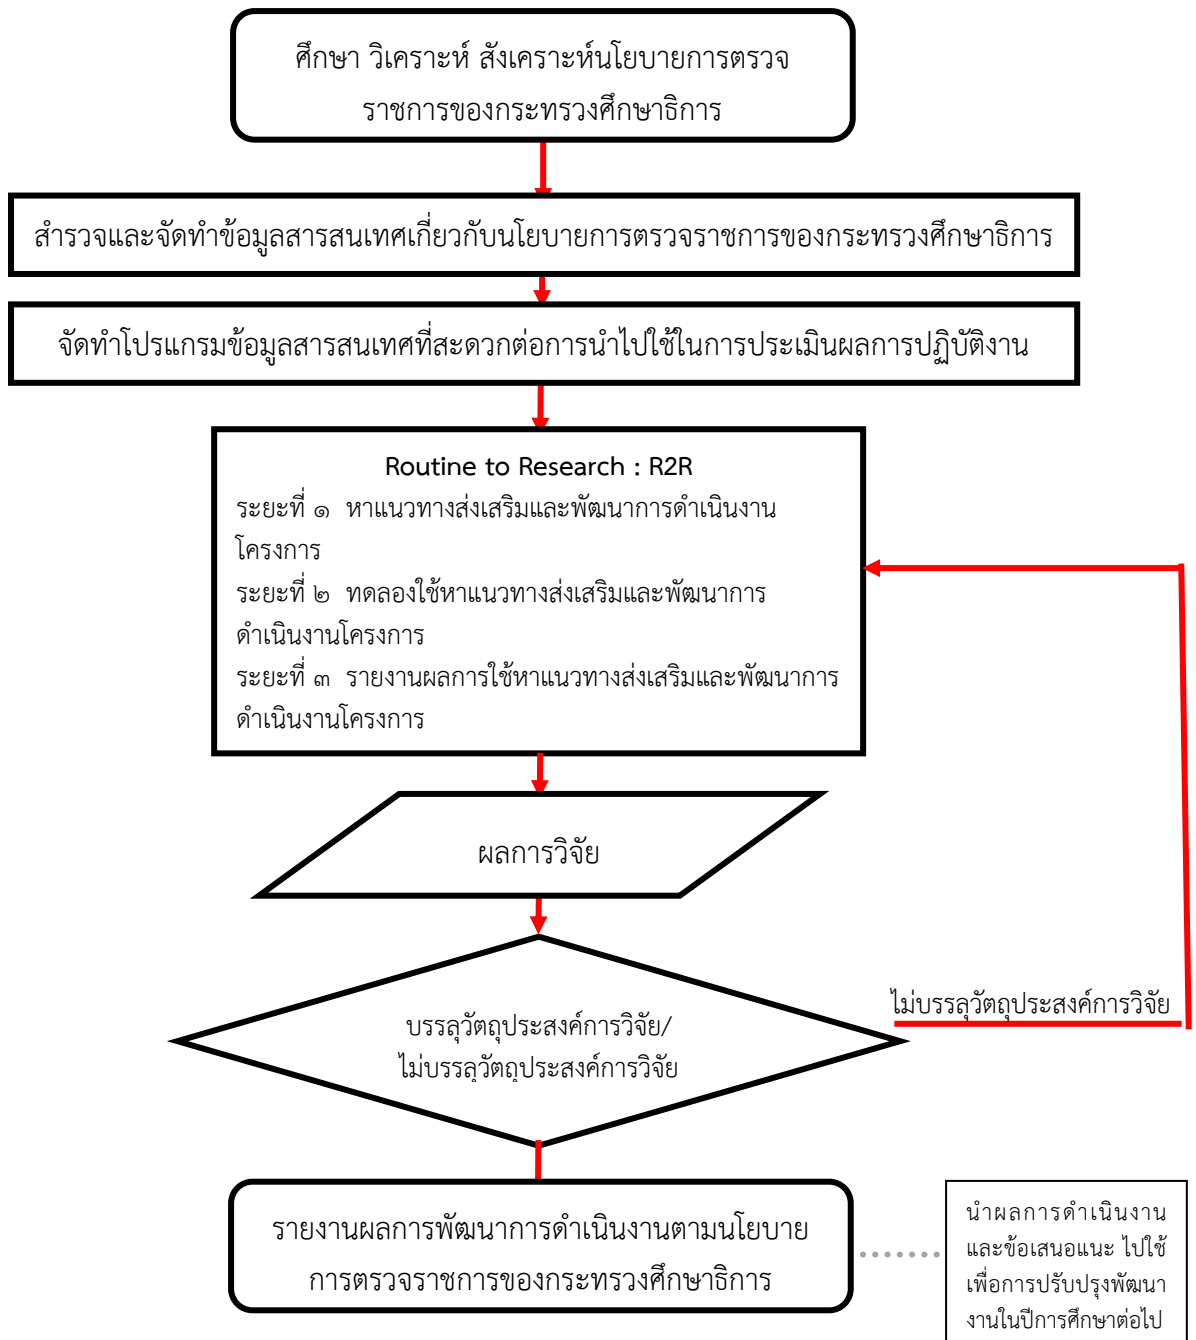 ศึกษา วิเคราะห์ สังเคราะห์นโยบายการตรวจ
ราชการของกระทรวงศึกษาธิการ
สำรวจและจัดทำข้อมูลสารสนเทศเกี่ยวกับนโยบายการตรวจราชการของกระทรวงศึกษาธิการ
จัดทำโปรแกรมข้อมูลสารสนเทศที่สะดวกต่อการนำไปใช้ในการประเมินผลการปฏิบัติงาน
Routine to Research : R2R
ระยะที่ ๑ หาแนวทางส่งเสริมและพัฒนาการดำเนินงาน
โครงการ
ระยะที่ ๒ ทดลองใช้หาแนวทางส่งเสริมและพัฒนาการ
ดำเนินงานโครงการ
ระยะที่ ๓ รายงานผลการใช้หาแนวทางส่งเสริมและพัฒนาการ
ดำเนินงานโครงการ
ผลการวิจัย
บรรลุวัตถุประสงค์การวิจัย/
ไม่บรรลุวัตถุประสงค์การวิจัย
ไม่บรรลุวัตถุประสงค์การวิจัย
รายงานผลการพัฒนาการดำเนินงานตามนโยบาย
การตรวจราชการของกระทรวงศึกษาธิการ
นำผลการดำเนินงาน
และข้อเสนอแนะ ไปใช้
เพื่อการปรับปรุงพัฒนา
งานในปีการศึกษาต่อไป